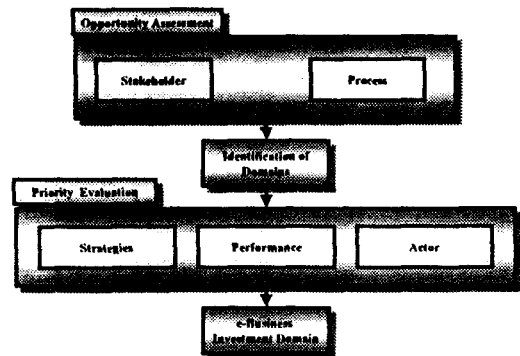 Opportunity Assessment
Stakeholder
Process
Identification of
Domains
Priority Evaluation
Strategies
Performance
Actor
e-Business
Investment Domain